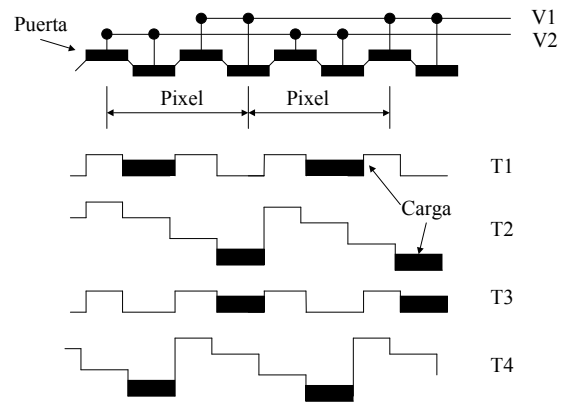 V1
Puerta
V2
Pixel
Pixel
T1
Carga
T2
T3
T4